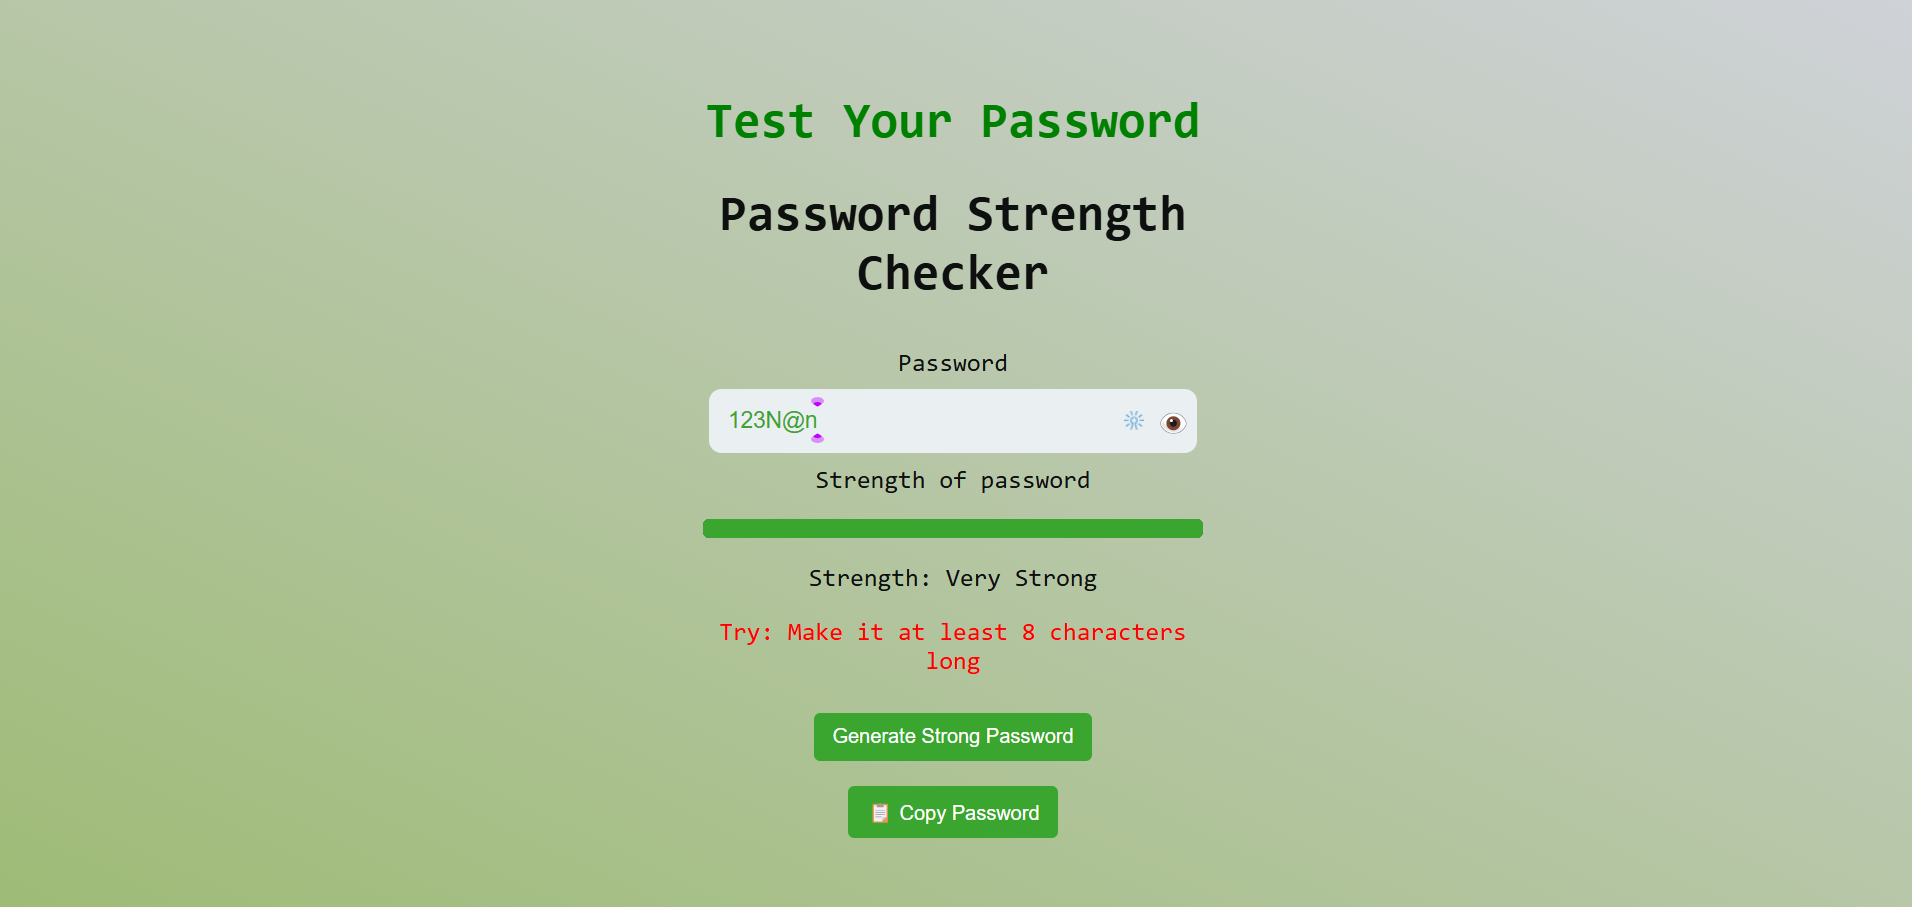 Test Your Password
Password Strength
Checker
Password
123N@n
Strength of password
Strength: Very Strong
Try: Make it at least 8 characters
long
Generate Strong Password
📋 Copy Password